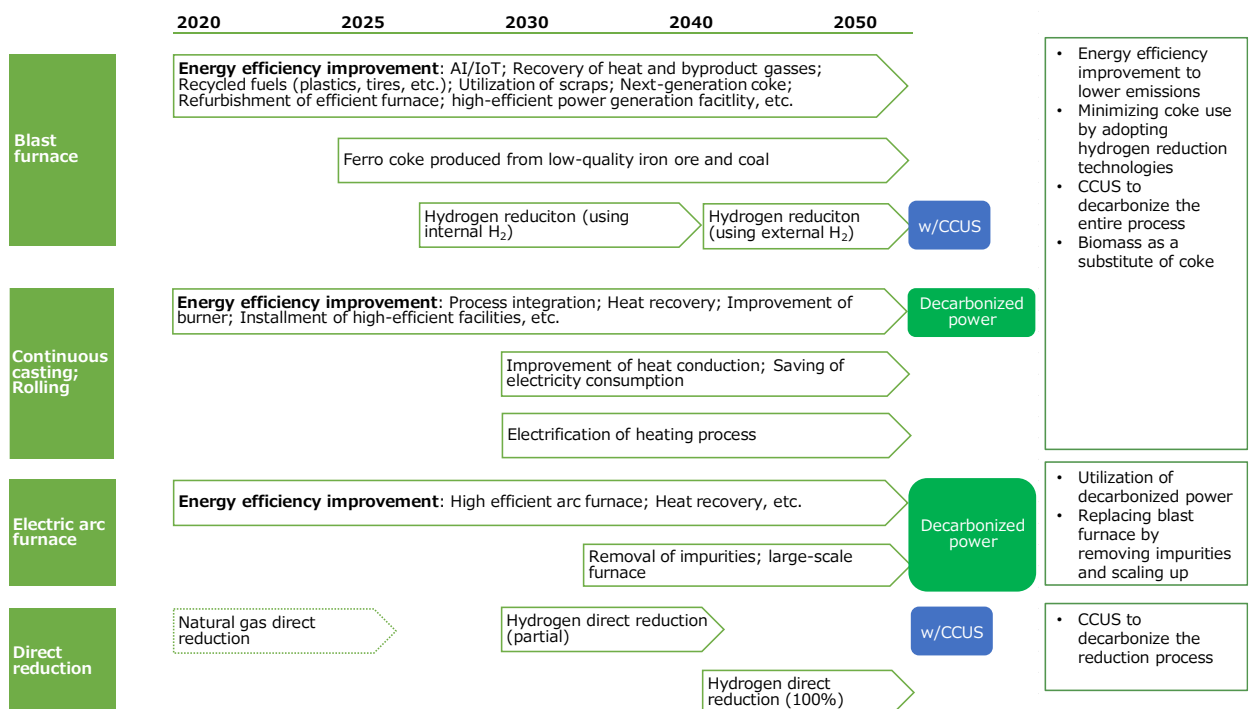 2020 2025 2030 2040 2050
Blast
furnace
Energy efficiency improvement: AI/IoT; Recovery of heat and byproduct gasses;
Recycled fuels (plastics, tires, etc.); Utilization of scraps; Next-generation coke;
Refurbishment of efficient furnace; high-efficient power generation facitlity, etc.
Ferro coke produced from low-quality iron ore and coal
Hydrogen reduciton (using
internal H₂)
Hydrogen reduciton
(using external H₂)
w/CCUS
• Energy efficiency
improvement to
lower emissions
• Minimizing coke use
by adopting
hydrogen reduction
technologies
• CCUS to
decarbonize the
entire process
• Biomass as a
substitute of coke
Continuous
casting;
Rolling
Energy efficiency improvement: Process integration; Heat recovery; Improvement of
burner; Installment of high-efficient facilities, etc.
Decarbonized
power
Improvement of heat conduction; Saving of
electricity consumption
Electrification of heating process
Electric arc
furnace
Energy efficiency improvement: High efficient arc furnace; Heat recovery, etc.
Removal of impurities; large-scale
furnace
Decarbonized
power
• Utilization of
decarbonized power
• Replacing blast
furnace by
removing impurities
and scaling up
Direct
reduction
Natural gas direct
reduction
Hydrogen direct reduction
(partial)
w/CCUS
Hydrogen direct
reduction (100%)
• CCUS to
decarbonize the
reduction process